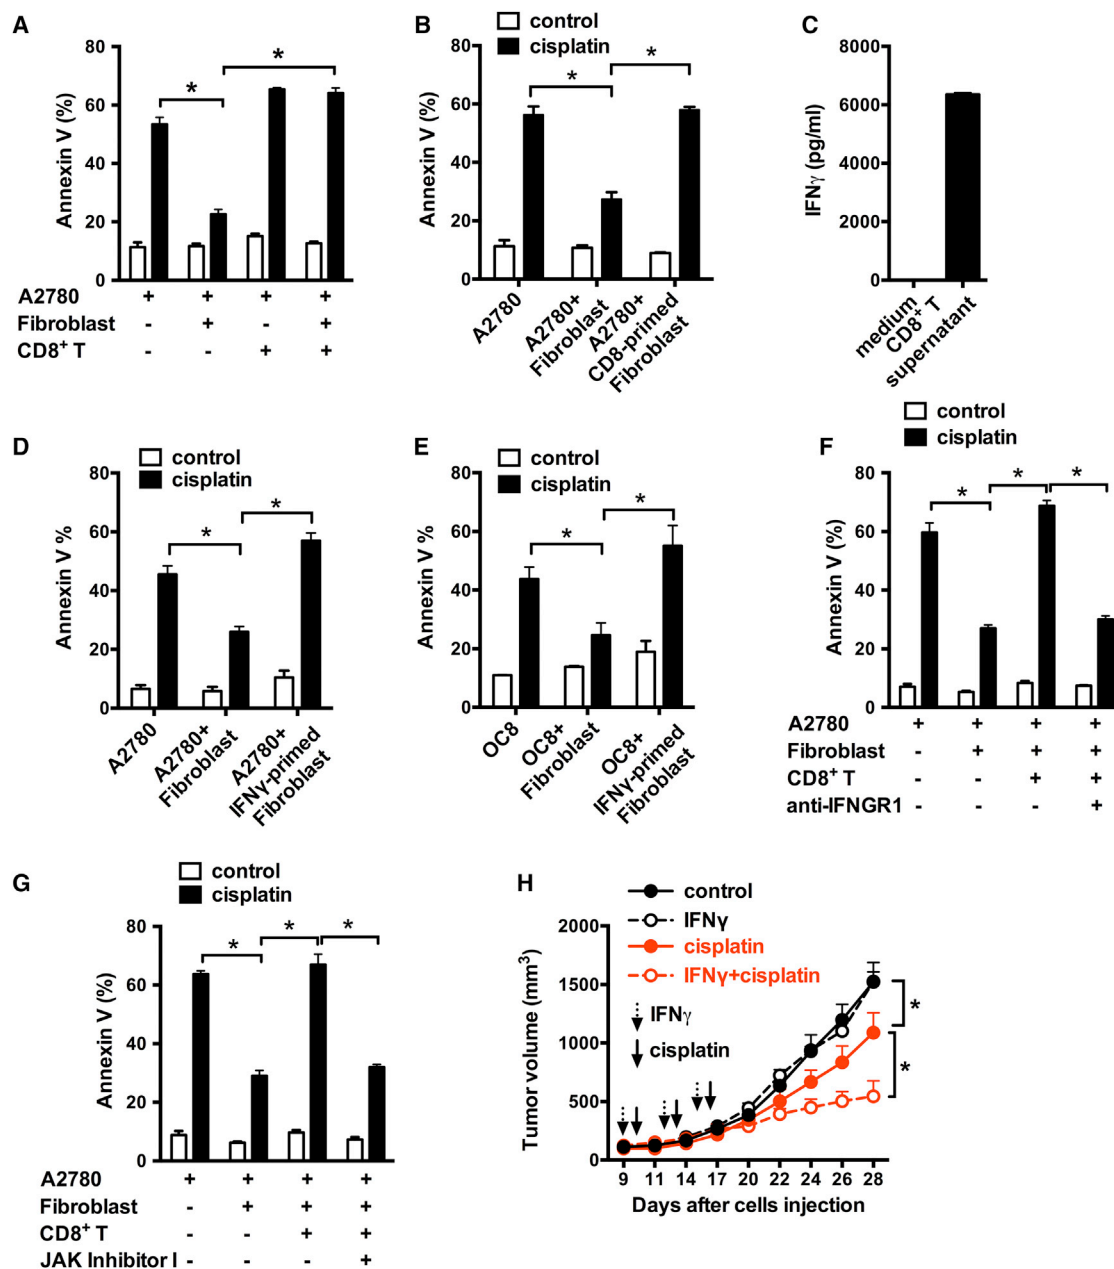 A
80
60
40
20
0
Annexin V (%)
*
*
A2780 + + + +
Fibroblast - + - +
CD8+ T - - + +
B
control
cisplatin
80
60
40
20
0
Annexin V (%)
*
*
A2780
A2780+
Fibroblast
A2780+
CD8-primed
Fibroblast
C
8000
6000
4000
2000
0
IFNγ (pg/ml)
medium
CD8+ T
supernatant
D
control
cisplatin
80
60
40
20
0
Annexin V %
*
*
A2780
A2780+
Fibroblast
A2780+
IFNγ-primed
Fibroblast
E
control
cisplatin
80
60
40
20
0
Annexin V %
*
*
OC8
OC8+
Fibroblast
OC8+
IFNγ-primed
Fibroblast
F
control
cisplatin
80
60
40
20
0
Annexin V (%)
*
*
*
A2780 + + + +
Fibroblast - + + +
CD8+ T - - + +
anti-IFNGR1 - - - +
G
control
cisplatin
80
60
40
20
0
Annexin V (%)
*
*
*
A2780 + + + +
Fibroblast - + + +
CD8+ T - - + +
JAK Inhibitor I - - - +
H
control
IFNγ
cisplatin
IFNγ+cisplatin
IFNγ
cisplatin
2000
1500
1000
500
0
Tumor volume (mm3)
*
*
9 11 14 17 20 22 24 26 28
Days after cells injection